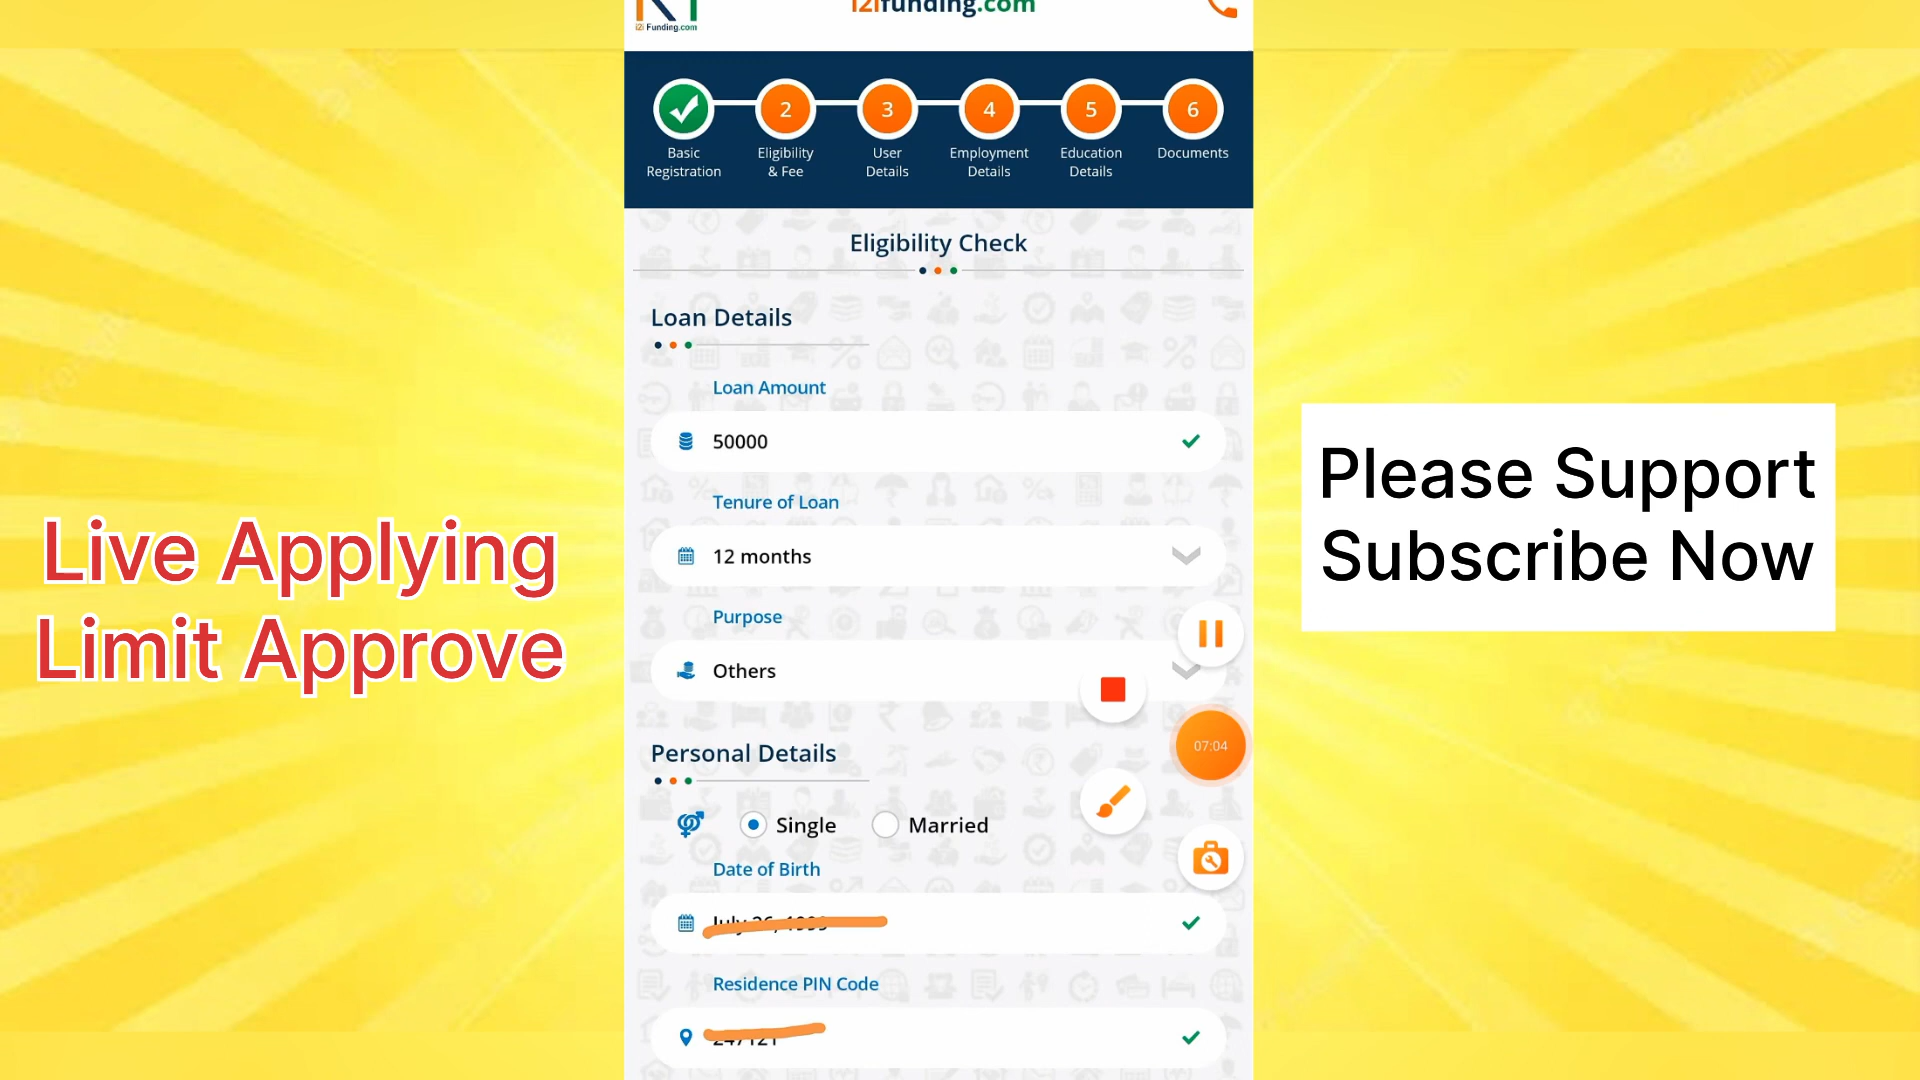 i2ifunding.com
i2i Funding.com
2
3
4
5
6
Basic
Registration
Eligibility
& Fee
User
Details
Employment
Details
Education
Details
Documents
Eligibility Check
Loan Details
Loan Amount
50000
Tenure of Loan
12 months
Purpose
Others
07:04
Personal Details
Single
Married
Date of Birth
Residence PIN Code
Live Applying
Limit Approve
Please Support
Subscribe Now